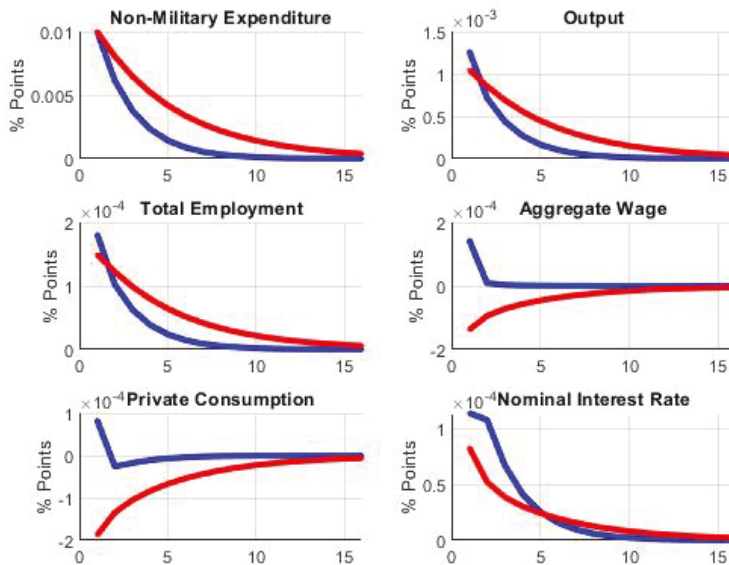 Non-Military Expenditure
0.01
0.005
0
% Points
0 5 10 15
Output
×10-3
1.5
1
0.5
0
% Points
0 5 10 15
Total Employment
×10-4
2
1
0
% Points
0 5 10 15
Aggregate Wage
×10-4
2
0
-2
% Points
0 5 10 15
Private Consumption
×10-4
1
0
-1
-2
% Points
0 5 10 15
Nominal Interest Rate
×10-4
1
0.5
0
% Points
0 5 10 15